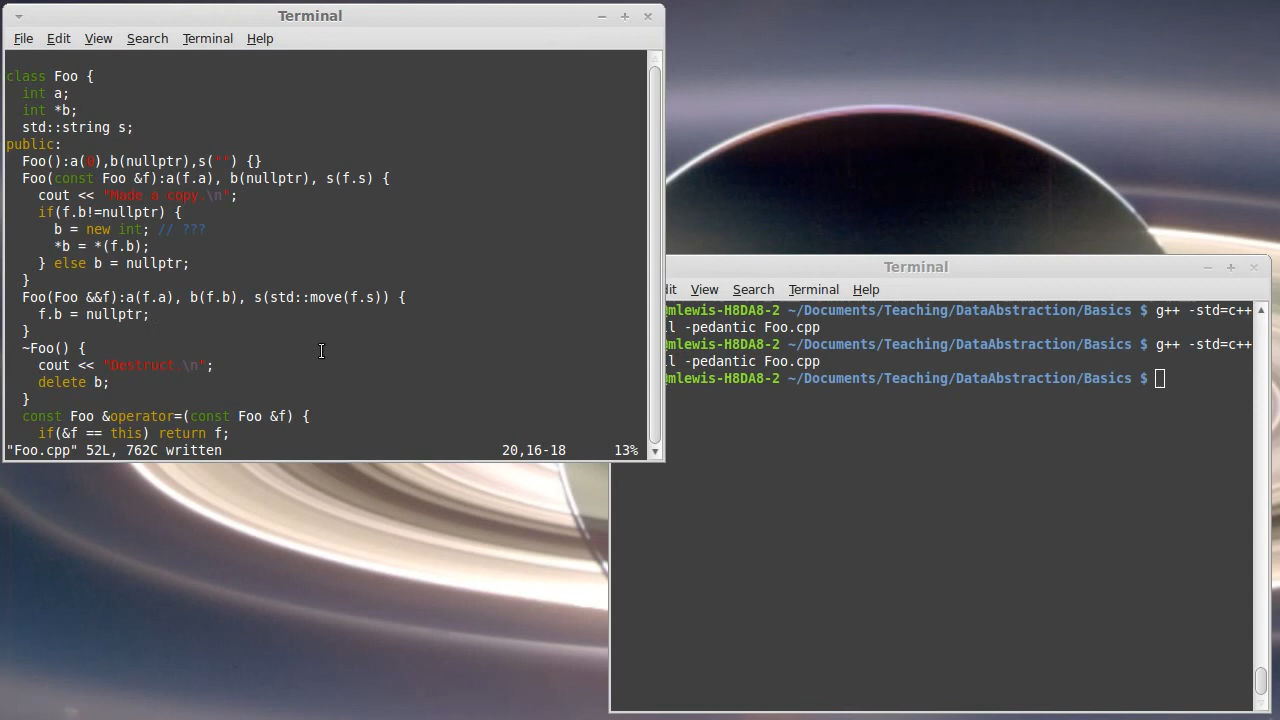 Terminal
File Edit View Search Terminal Help
class Foo {
  int a;
  int *b;
  std::string s;
public:
  Foo():a(0),b(nullptr),s("") {}
  Foo(const Foo &f):a(f.a), b(nullptr), s(f.s) {
    cout << "Made a copy.\n";
    if(f.b!=nullptr) {
      b = new int; // ???
      *b = *(f.b);
    } else b = nullptr;
  }
  Foo(Foo &&f):a(f.a), b(f.b), s(std::move(f.s)) {
    f.b = nullptr;
  }
  ~Foo() {
    cout << "Destruct.\n";
    delete b;
  }
  const Foo &operator=(const Foo &f) {
    if(&f == this) return f;
"Foo.cpp" 52L, 762C written 20,16-18 13%
Terminal
View Search Terminal Help
mlewis-H8DA8-2 ~/Documents/Teaching/DataAbstraction/Basics $ g++ -std=c++
ll -pedantic Foo.cpp
@mlewis-H8DA8-2 ~/Documents/Teaching/DataAbstraction/Basics $ g++ -std=c++
ll -pedantic Foo.cpp
@mlewis-H8DA8-2 ~/Documents/Teaching/DataAbstraction/Basics $